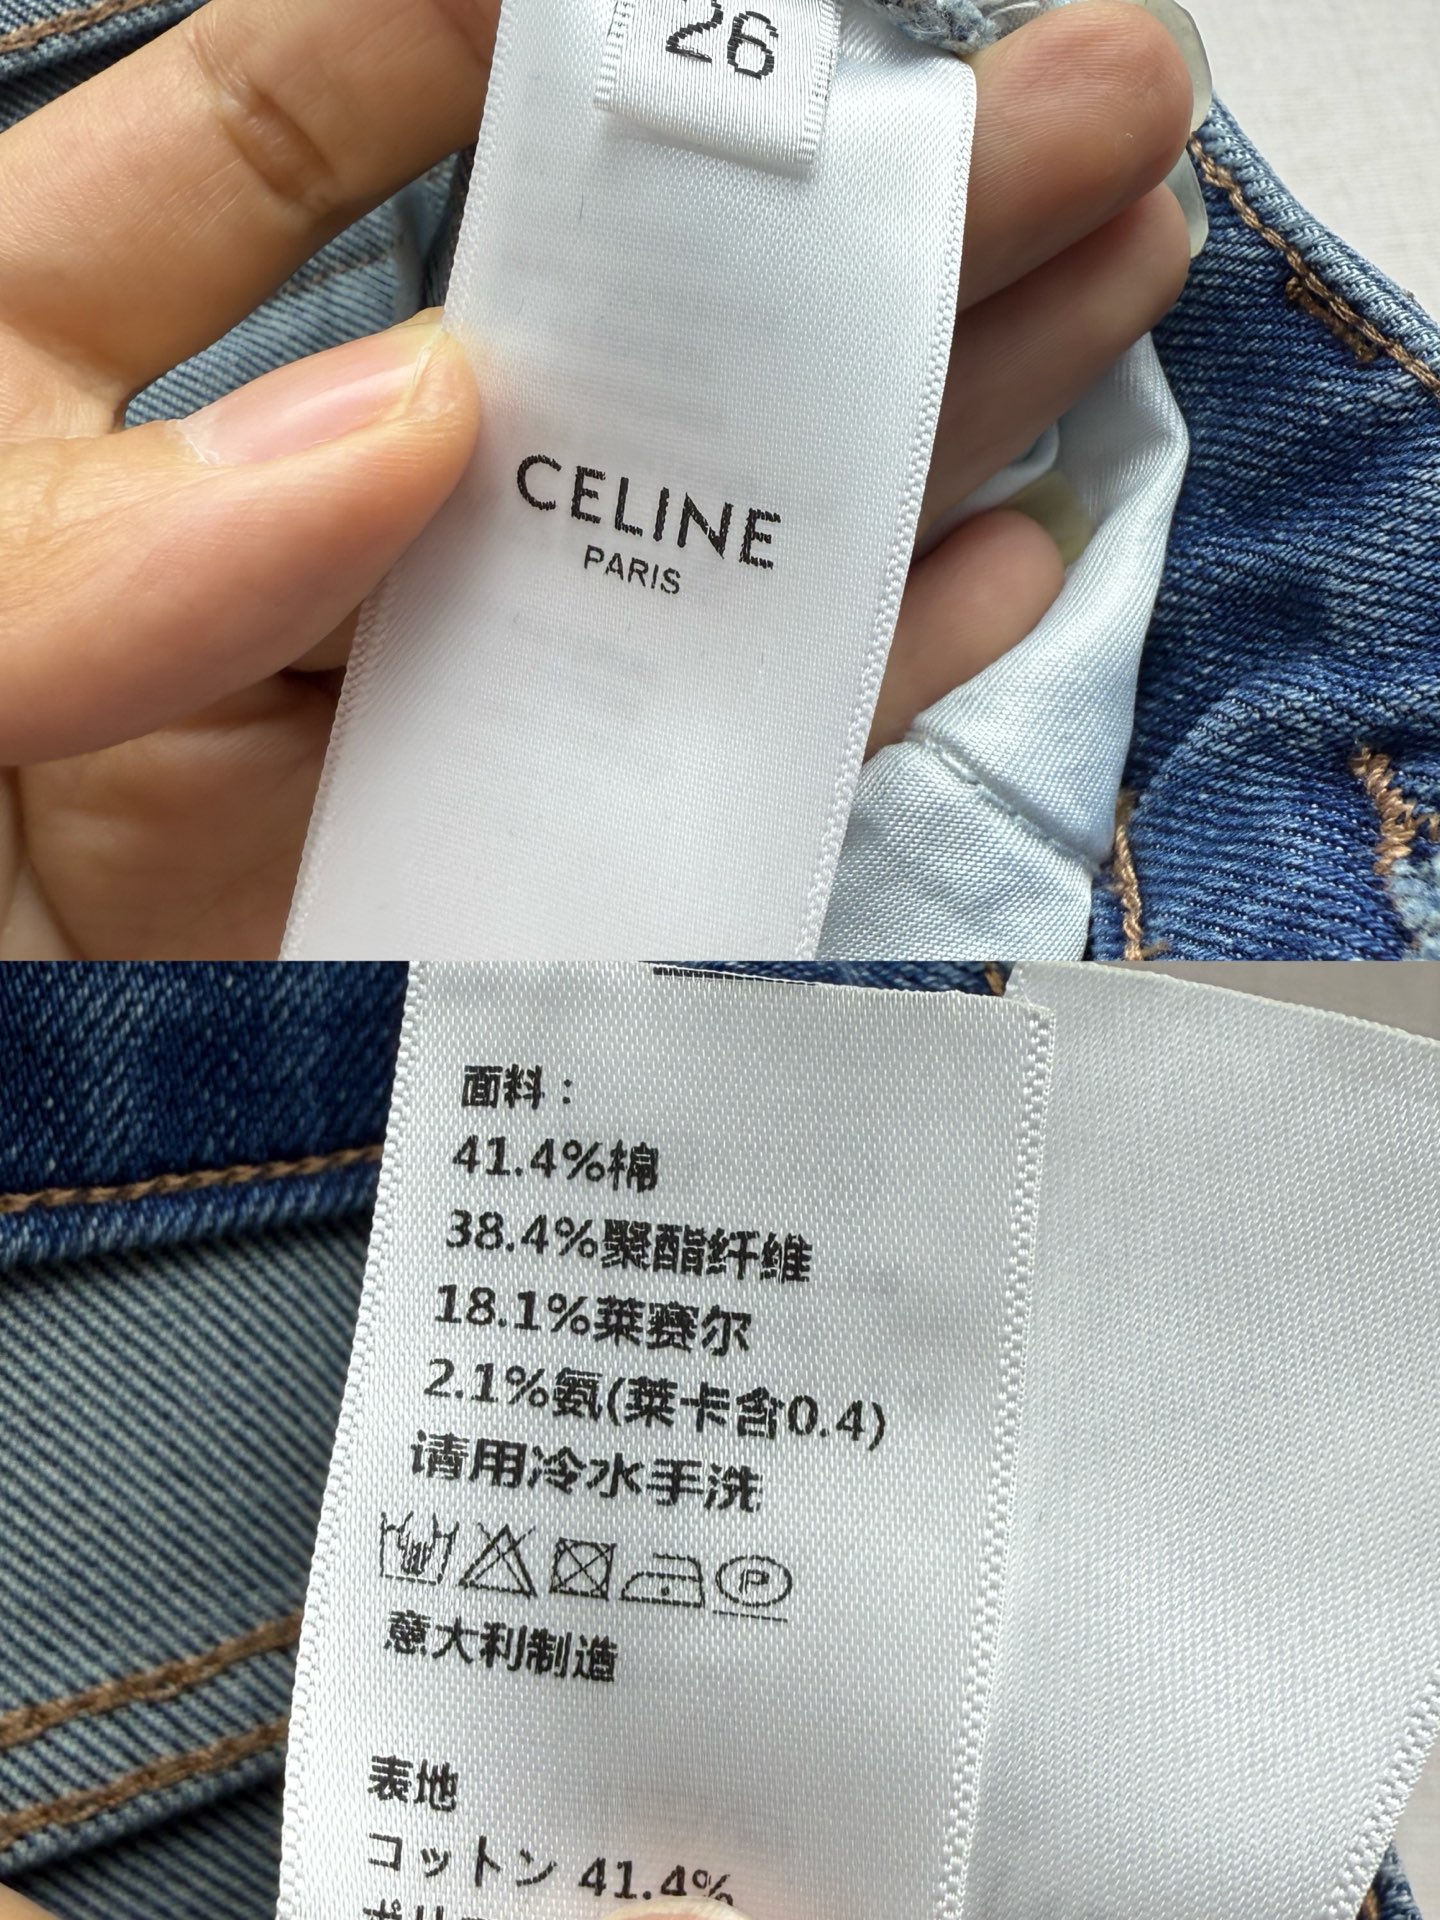 26
CELINE
PARIS
面料：
41.4%棉
38.4%聚酯纤维
18.1%莱赛尔
2.1%氨(莱卡含0.4)
请用冷水手洗
P
意大利制造
表地
コットン 41.4%